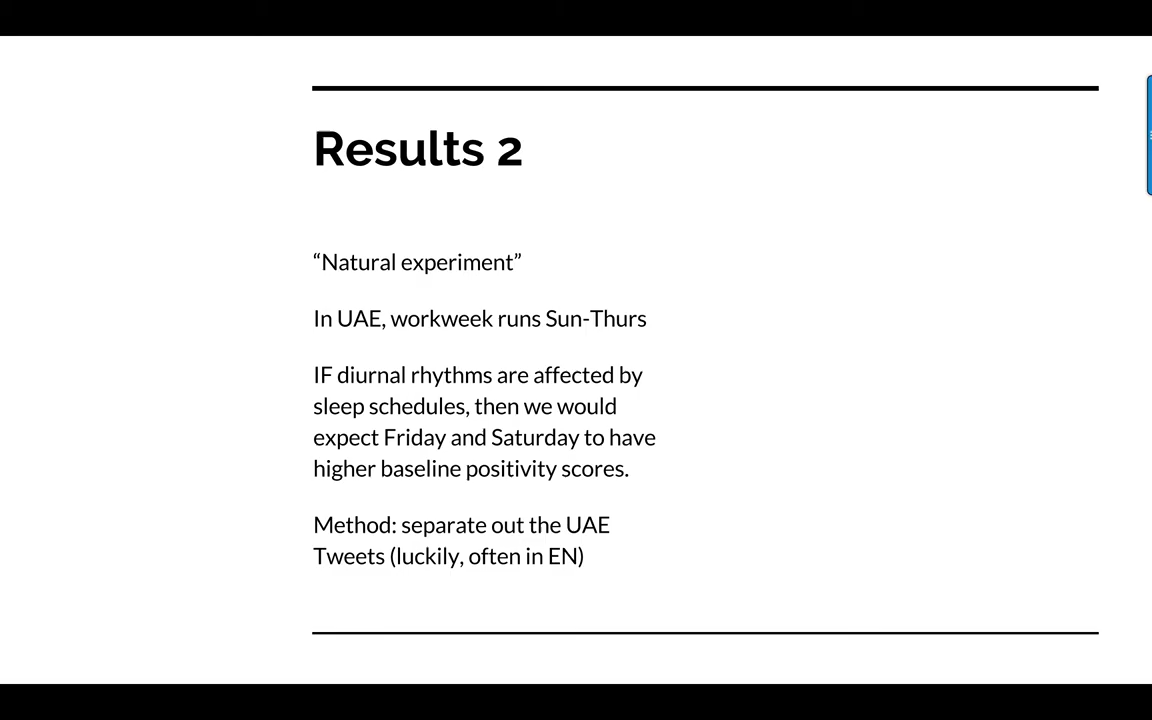 Results 2
“Natural experiment”
In UAE, workweek runs Sun-Thurs
IF diurnal rhythms are affected by
sleep schedules, then we would
expect Friday and Saturday to have
higher baseline positivity scores.
Method: separate out the UAE
Tweets (luckily, often in EN)